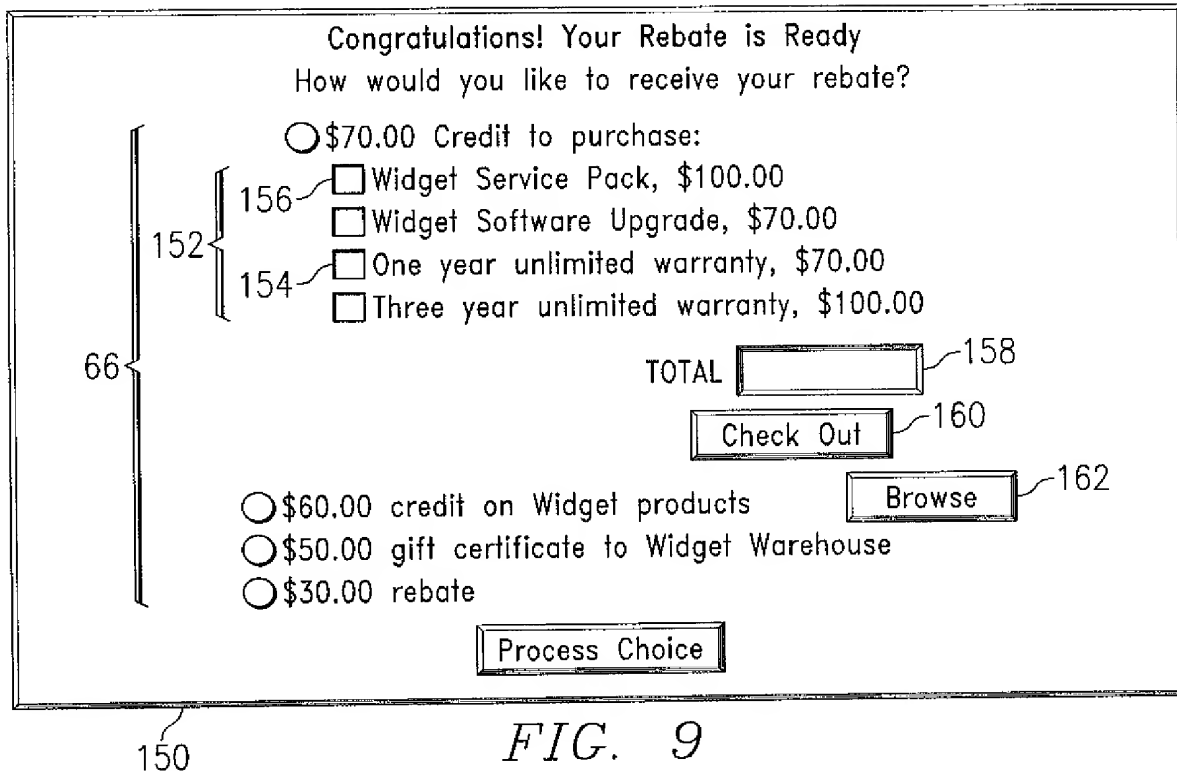 Congratulations! Your Rebate is Ready
How would you like to receive your rebate?
$70.00 Credit to purchase:
156 Widget Service Pack, $100.00
Widget Software Upgrade, $70.00
152
154 One year unlimited warranty, $70.00
Three year unlimited warranty, $100.00
66
TOTAL 158
Check Out 160
Browse 162
$60.00 credit on Widget products
$50.00 gift certificate to Widget Warehouse
$30.00 rebate
Process Choice
150
FIG. 9